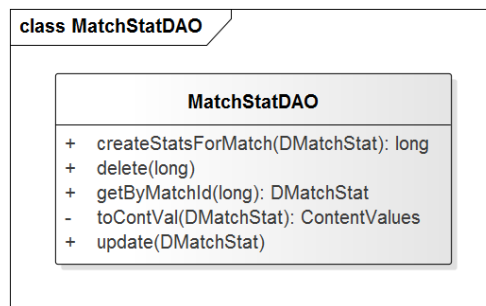 class MatchStatDAO
MatchStatDAO
+ createStatsForMatch(DMatchStat): long
+ delete(long)
+ getByMatchId(long): DMatchStat
- toContVal(DMatchStat): ContentValues
+ update(DMatchStat)